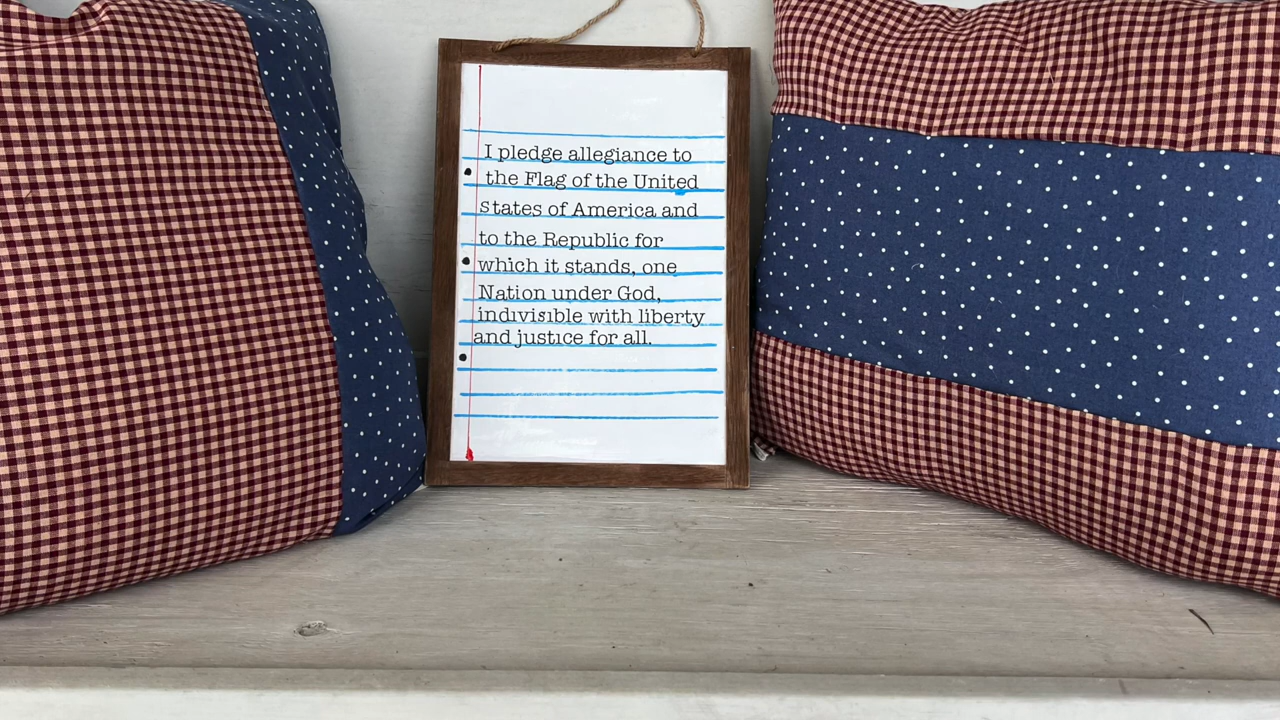 I pledge allegiance to
the Flag of the United
States of America and
to the Republic for
which it stands, one
Nation under God,
indivisible with liberty
and justice for all.